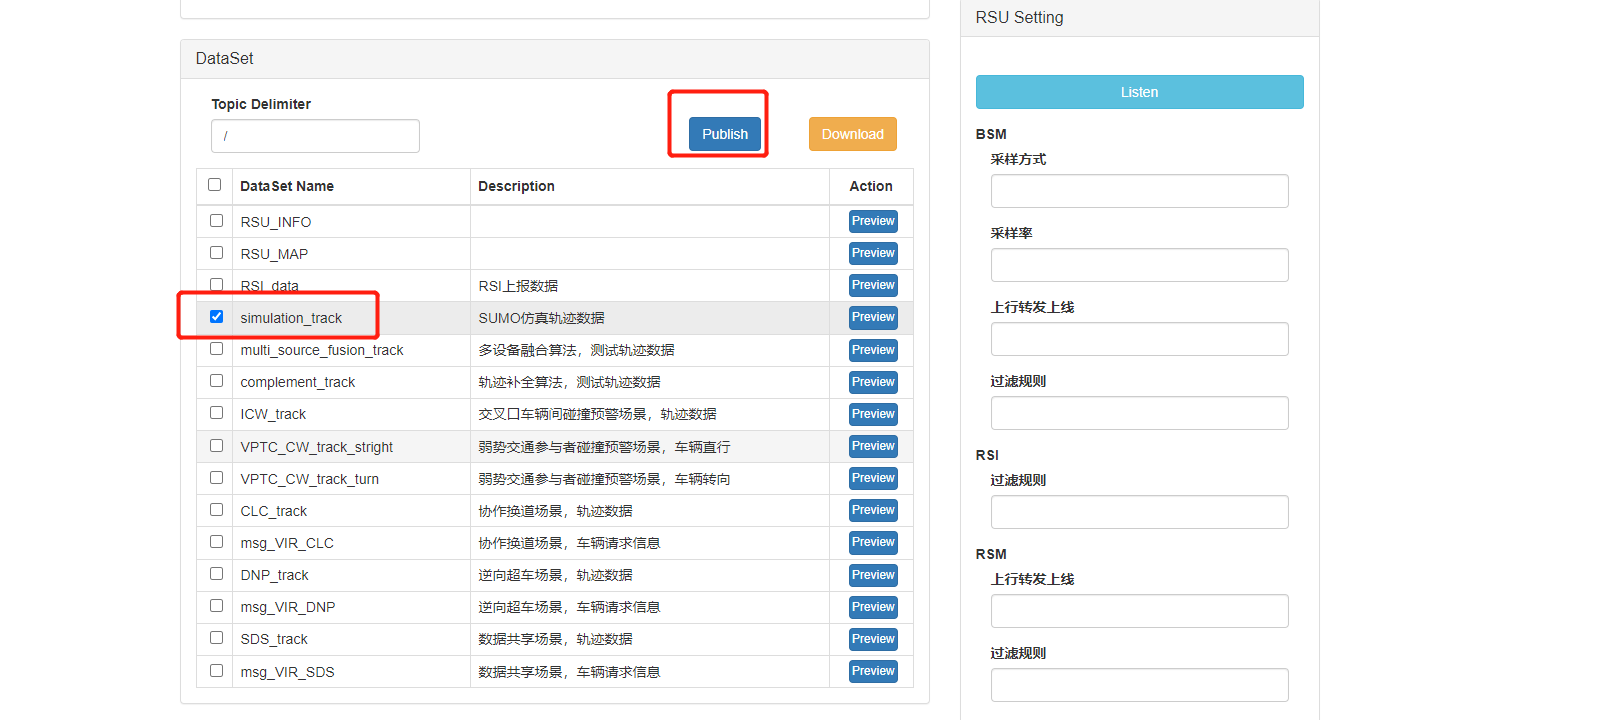 DataSet
Topic Delimiter
/
Publish
Download
DataSet Name Description Action
RSU_INFO Preview
RSU_MAP Preview
RSI_data RSI上报数据 Preview
simulation_track SUMO仿真轨迹数据 Preview
multi_source_fusion_track 多设备融合算法，测试轨迹数据 Preview
complement_track 轨迹补全算法，测试轨迹数据 Preview
ICW_track 交叉口车辆间碰撞预警场景，轨迹数据 Preview
VPTC_CW_track_stright 弱势交通参与者碰撞预警场景，车辆直行 Preview
VPTC_CW_track_turn 弱势交通参与者碰撞预警场景，车辆转向 Preview
CLC_track 协作换道场景，轨迹数据 Preview
msg_VIR_CLC 协作换道场景，车辆请求信息 Preview
DNP_track 逆向超车场景，轨迹数据 Preview
msg_VIR_DNP 逆向超车场景，车辆请求信息 Preview
SDS_track 数据共享场景，轨迹数据 Preview
msg_VIR_SDS 数据共享场景，车辆请求信息 Preview
RSU Setting
Listen
BSM
采样方式
采样率
上行转发上线
过滤规则
RSI
过滤规则
RSM
上行转发上线
过滤规则